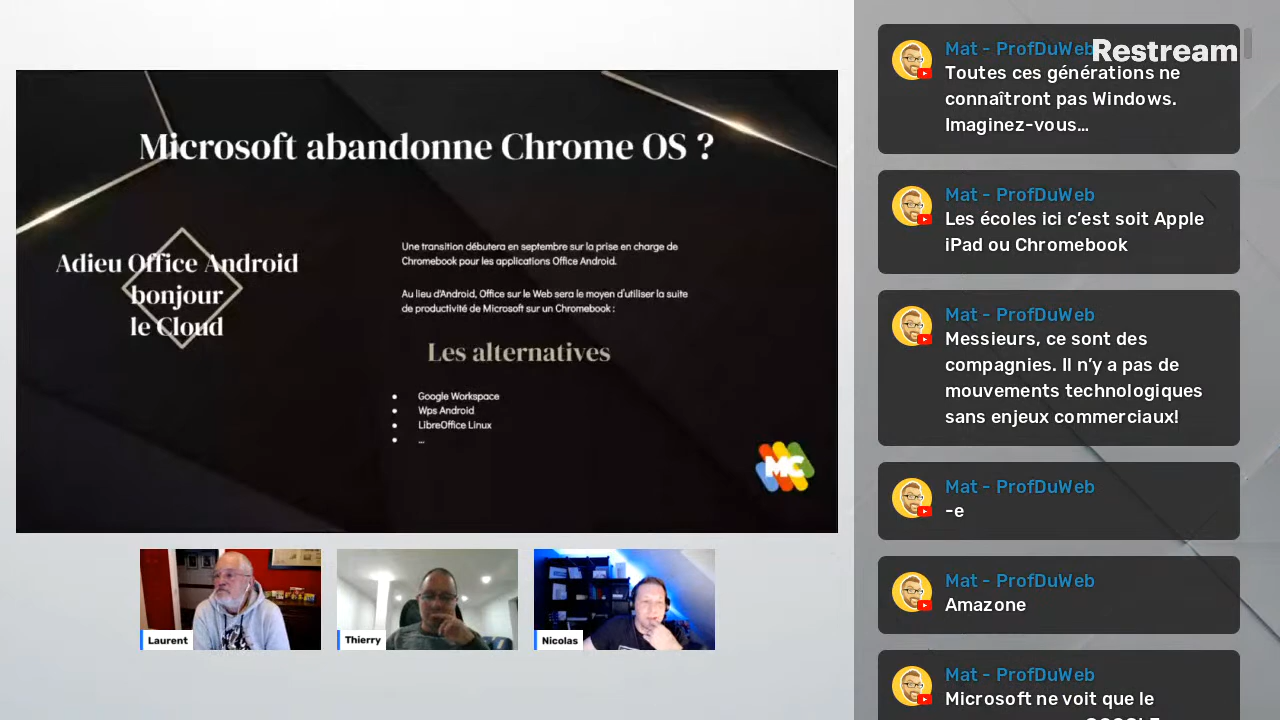 Microsoft abandonne Chrome OS ?
Adieu Office Android
bonjour
le Cloud
Une transition débutera en septembre sur la prise en charge de
Chromebook pour les applications Office Android.
Au lieu d'Android, Office sur le Web sera le moyen d'utiliser la suite
de productivité de Microsoft sur un Chromebook :
Les alternatives
● Google Workspace
● Wps Android
● LibreOffice Linux
● ...
MC
Laurent
Thierry
Nicolas
Restream
Mat - ProfDuWeb
Toutes ces générations ne
connaîtront pas Windows.
Imaginez-vous…
Mat - ProfDuWeb
Les écoles ici c’est soit Apple
iPad ou Chromebook
Mat - ProfDuWeb
Messieurs, ce sont des
compagnies. Il n’y a pas de
mouvements technologiques
sans enjeux commerciaux!
Mat - ProfDuWeb
-e
Mat - ProfDuWeb
Amazone
Mat - ProfDuWeb
Microsoft ne voit que le